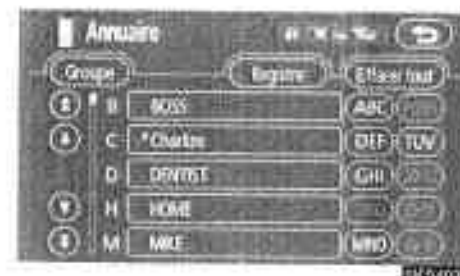 Annuaire
Groupe Registre Effacer tout
B BOSS ABC
C *Charles DEF TUV
D DENTIST GHI
H HOME
M MIKE MNO